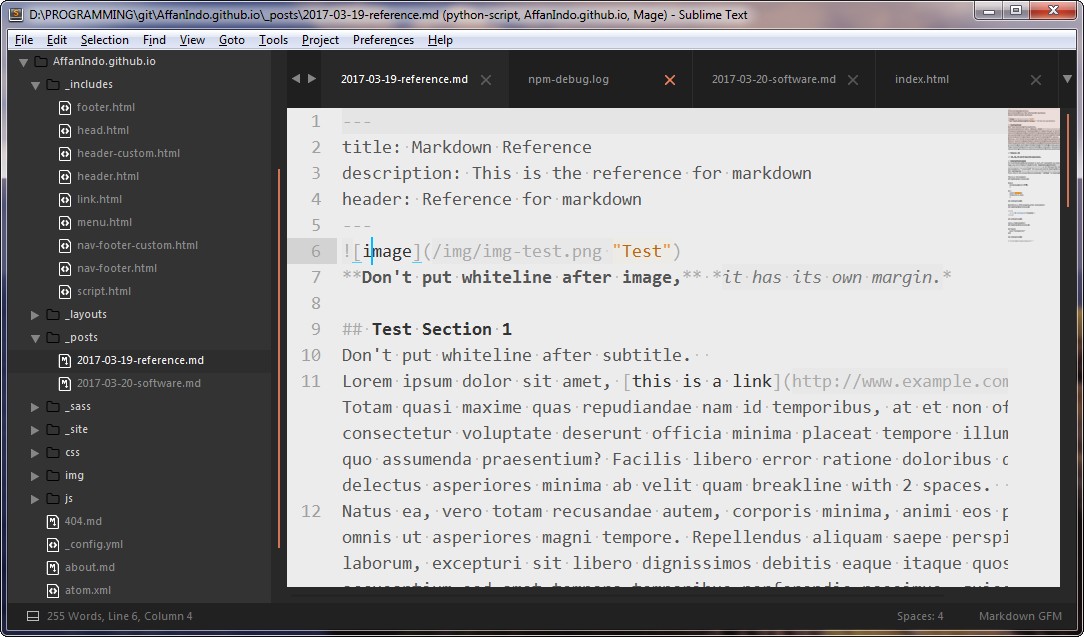 D:\PROGRAMMING\git\AffanIndo.github.io\_posts\2017-03-19-reference.md (python-script, AffanIndo.github.io, Mage) - Sublime Text
File Edit Selection Find View Goto Tools Project Preferences Help
AffanIndo.github.io
_includes
footer.html
head.html
header-custom.html
header.html
link.html
menu.html
nav-footer-custom.html
nav-footer.html
script.html
_layouts
_posts
2017-03-19-reference.md
2017-03-20-software.md
_sass
_site
css
img
js
404.md
_config.yml
about.md
atom.xml
2017-03-19-reference.md npm-debug.log 2017-03-20-software.md index.html
1 ---
2 title: Markdown Reference
3 description: This is the reference for markdown
4 header: Reference for markdown
5 ---
6 ![image](/img/img-test.png "Test")
7 **Don't put whiteline after image,** *it has its own margin.*
8
9 ## Test Section 1
10 Don't put whiteline after subtitle.
11 Lorem ipsum dolor sit amet, [this is a link](http://www.example.com
Totam quasi maxime quas repudiandae nam id temporibus, at et non of
consectetur voluptate deserunt officia minima placeat tempore illum
quo assumenda praesentium? Facilis libero error ratione doloribus
delectus asperiores minima ab velit quam breakline with 2 spaces.
12 Natus ea, vero totam recusandae autem, corporis minima, animi eos p
omnis ut asperiores magni tempore. Repellendus aliquam saepe perspi
laborum, excepturi sit libero dignissimos debitis eaque itaque quos
255 Words, Line 6, Column 4 Spaces: 4 Markdown GFM